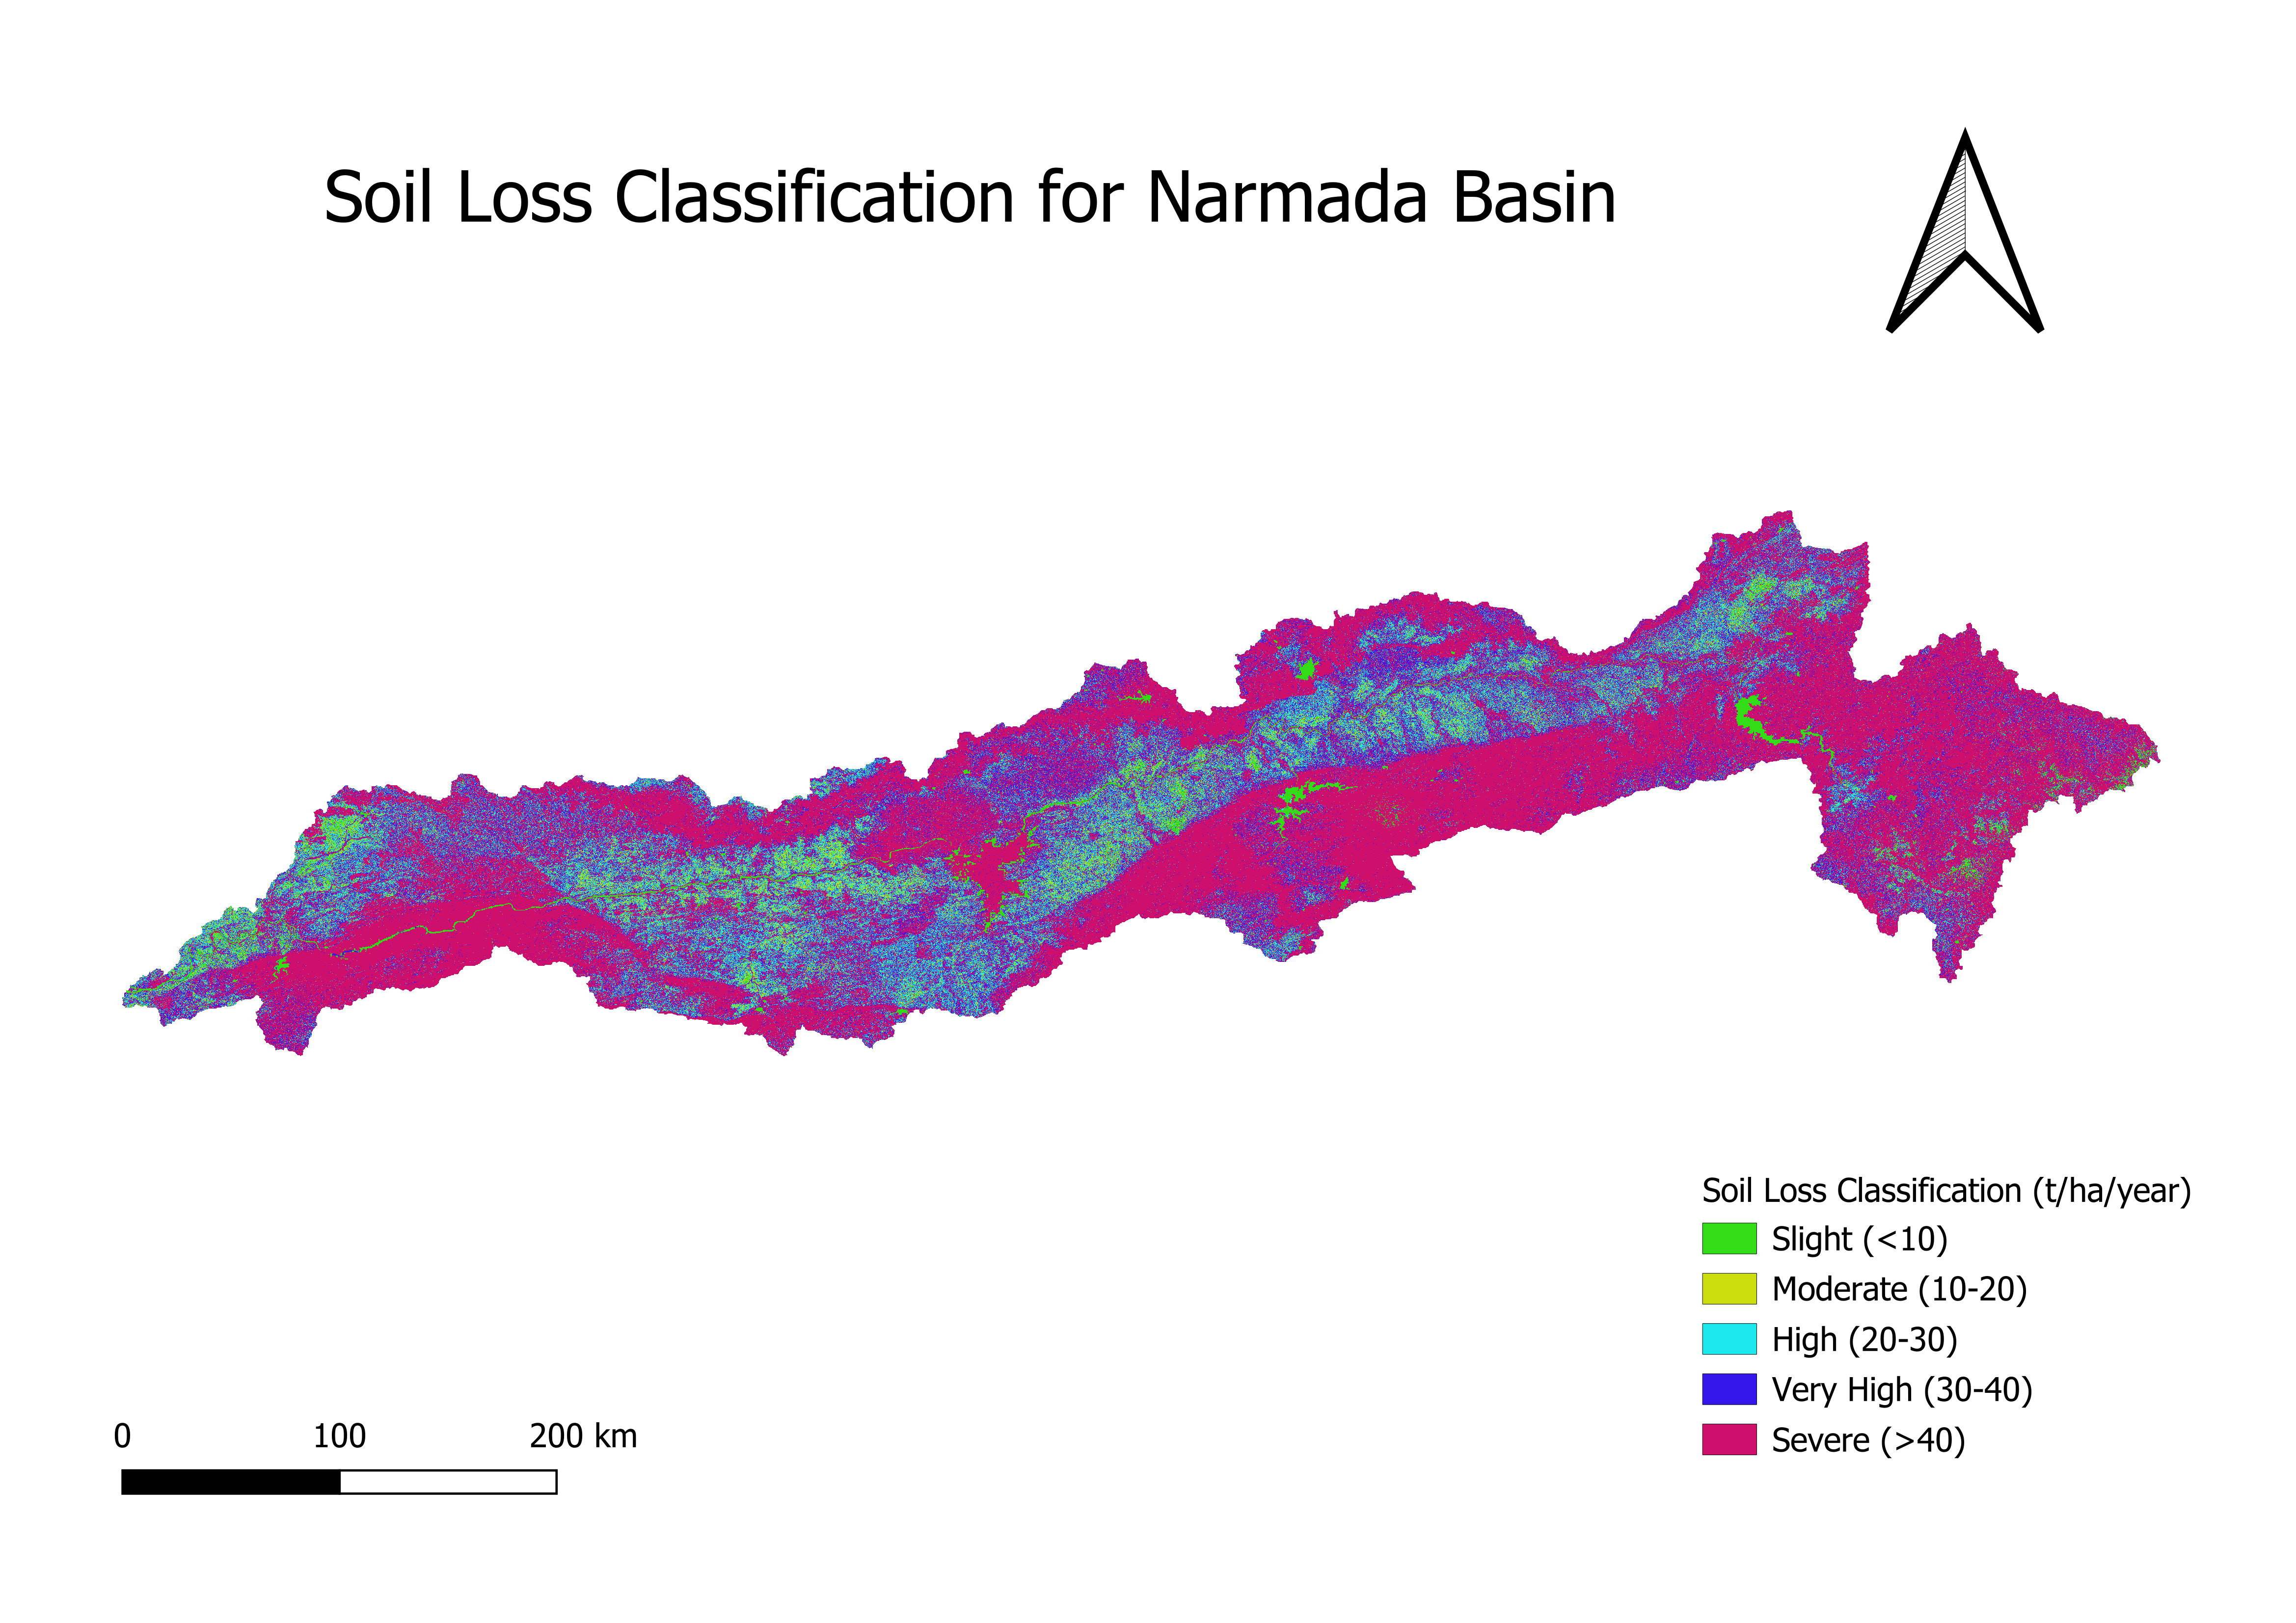 Soil Loss Classification for Narmada Basin
Soil Loss Classification (t/ha/year)
Slight (<10)
Moderate (10-20)
High (20-30)
Very High (30-40)
Severe (>40)
0 100 200 km